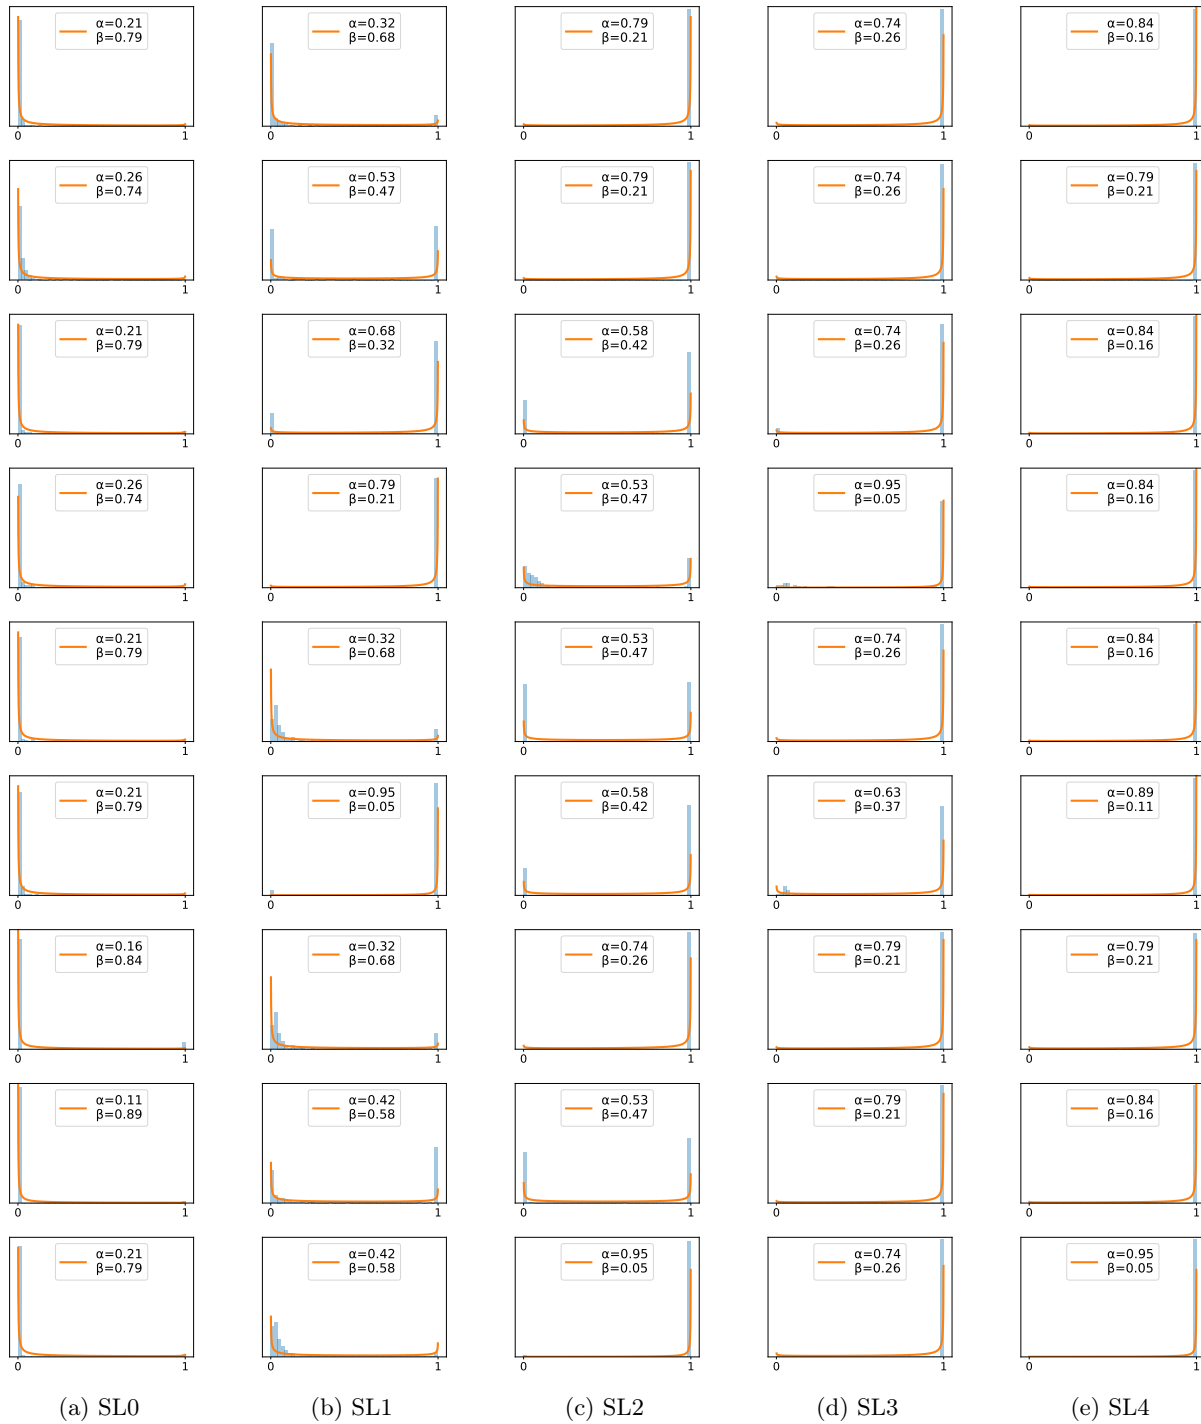 α=0.21
β=0.79
α=0.32
β=0.68
α=0.79
β=0.21
α=0.74
β=0.26
α=0.84
β=0.16
0 1 0 1 0 1 0 1 0 1
α=0.26
β=0.74
α=0.53
β=0.47
α=0.79
β=0.21
α=0.74
β=0.26
α=0.79
β=0.21
0 1 0 1 0 1 0 1 0 1
α=0.21
β=0.79
α=0.68
β=0.32
α=0.58
β=0.42
α=0.74
β=0.26
α=0.84
β=0.16
0 1 0 1 0 1 0 1 0 1
α=0.26
β=0.74
α=0.79
β=0.21
α=0.53
β=0.47
α=0.95
β=0.05
α=0.84
β=0.16
0 1 0 1 0 1 0 1 0 1
α=0.21
β=0.79
α=0.32
β=0.68
α=0.53
β=0.47
α=0.74
β=0.26
α=0.84
β=0.16
0 1 0 1 0 1 0 1 0 1
α=0.21
β=0.79
α=0.95
β=0.05
α=0.58
β=0.42
α=0.63
β=0.37
α=0.89
β=0.11
0 1 0 1 0 1 0 1 0 1
α=0.16
β=0.84
α=0.32
β=0.68
α=0.74
β=0.26
α=0.79
β=0.21
α=0.79
β=0.21
0 1 0 1 0 1 0 1 0 1
α=0.11
β=0.89
α=0.42
β=0.58
α=0.53
β=0.47
α=0.79
β=0.21
α=0.84
β=0.16
0 1 0 1 0 1 0 1 0 1
α=0.21
β=0.79
α=0.42
β=0.58
α=0.95
β=0.05
α=0.74
β=0.26
α=0.95
β=0.05
0 1 0 1 0 1 0 1 0 1
(a) SL0
(b) SL1
(c) SL2
(d) SL3
(e) SL4